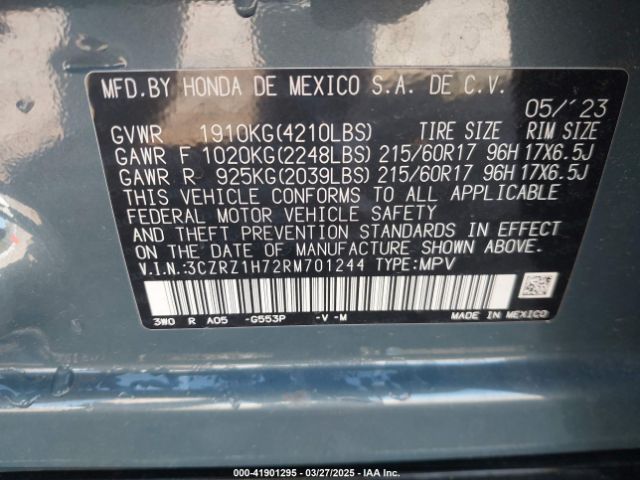 MFD.BY HONDA DE MEXICO S.A. DE C.V.
05/'23
GVWR 1910KG(4210LBS) TIRE SIZE RIM SIZE
GAWR F 1020KG(2248LBS) 215/60R17 96H 17X6.5J
GAWR R 925KG(2039LBS) 215/60R17 96H 17X6.5J
THIS VEHICLE CONFORMS TO ALL APPLICABLE
FEDERAL MOTOR VEHICLE SAFETY
AND THEFT PREVENTION STANDARDS IN EFFECT
ON THE DATE OF MANUFACTURE SHOWN ABOVE.
V.I.N.:3CZRZ1H72RM701244 TYPE:MPV
3W0 R A05 -G553P -V -M MADE IN MEXICO
000-41901295 - 03/27/2025 - IAA Inc.